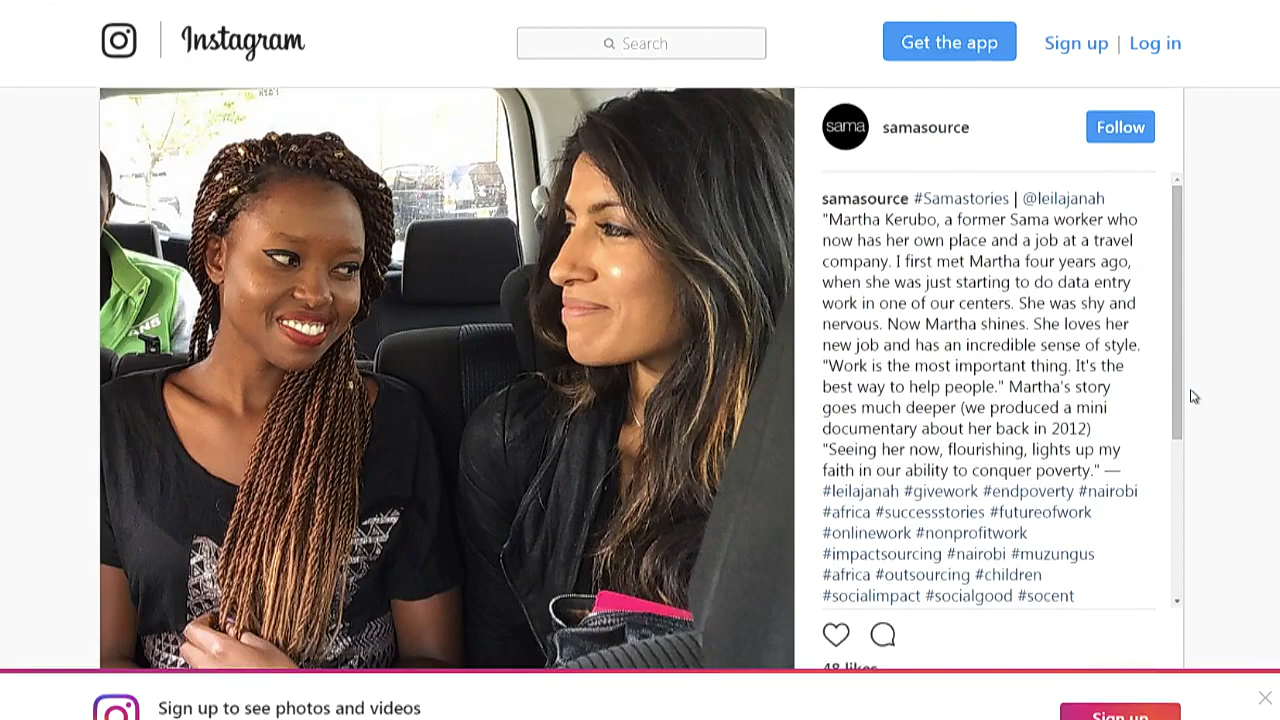 Instagram
Search
Get the app
Sign up | Log in
sama
samasource
Follow
samasource #Samastories | @leilajanah
"Martha Kerubo, a former Sama worker who
now has her own place and a job at a travel
company. I first met Martha four years ago,
when she was just starting to do data entry
work in one of our centers. She was shy and
nervous. Now Martha shines. She loves her
new job and has an incredible sense of style.
"Work is the most important thing. It's the
best way to help people." Martha's story
goes much deeper (we produced a mini
documentary about her back in 2012)
"Seeing her now, flourishing, lights up my
faith in our ability to conquer poverty." —
#leilajanah #givework #endpoverty #nairobi
#africa #successstories #futureofwork
#onlinework #nonprofitwork
#impactsourcing #nairobi #muzungus
#africa #outsourcing #children
#socialimpact #socialgood #socent
48 likes
Sign up to see photos and videos
Sign up